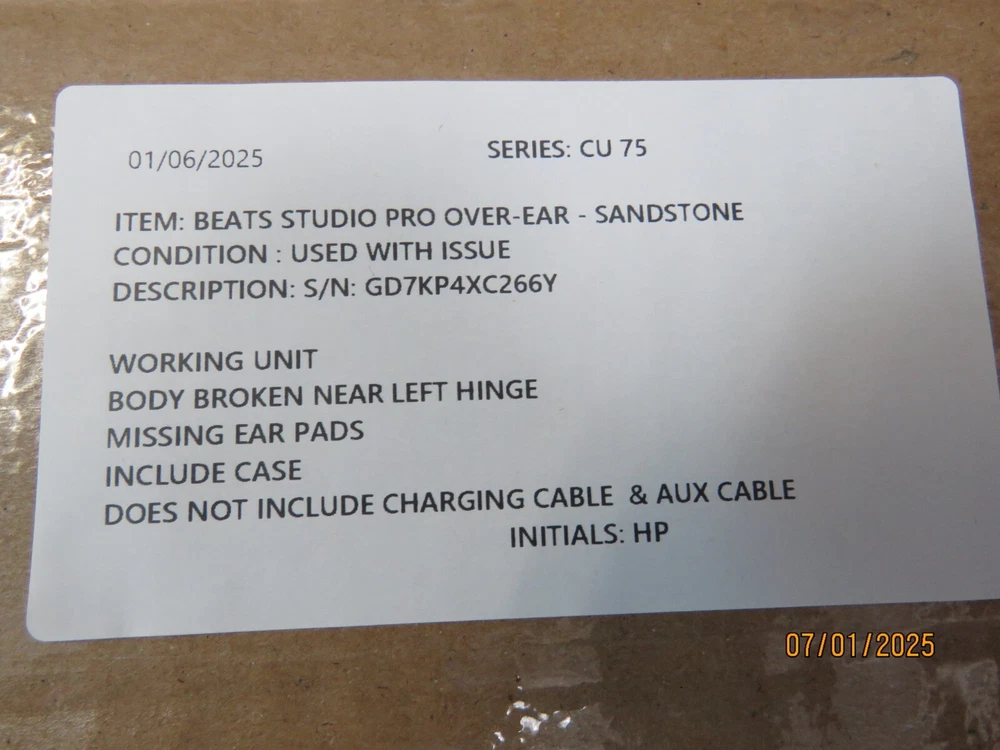 01/06/2025 SERIES: CU 75
ITEM: BEATS STUDIO PRO OVER-EAR - SANDSTONE
CONDITION : USED WITH ISSUE
DESCRIPTION: S/N: GD7KP4XC266Y
WORKING UNIT
BODY BROKEN NEAR LEFT HINGE
MISSING EAR PADS
INCLUDE CASE
DOES NOT INCLUDE CHARGING CABLE & AUX CABLE
INITIALS: HP
07/01/2025